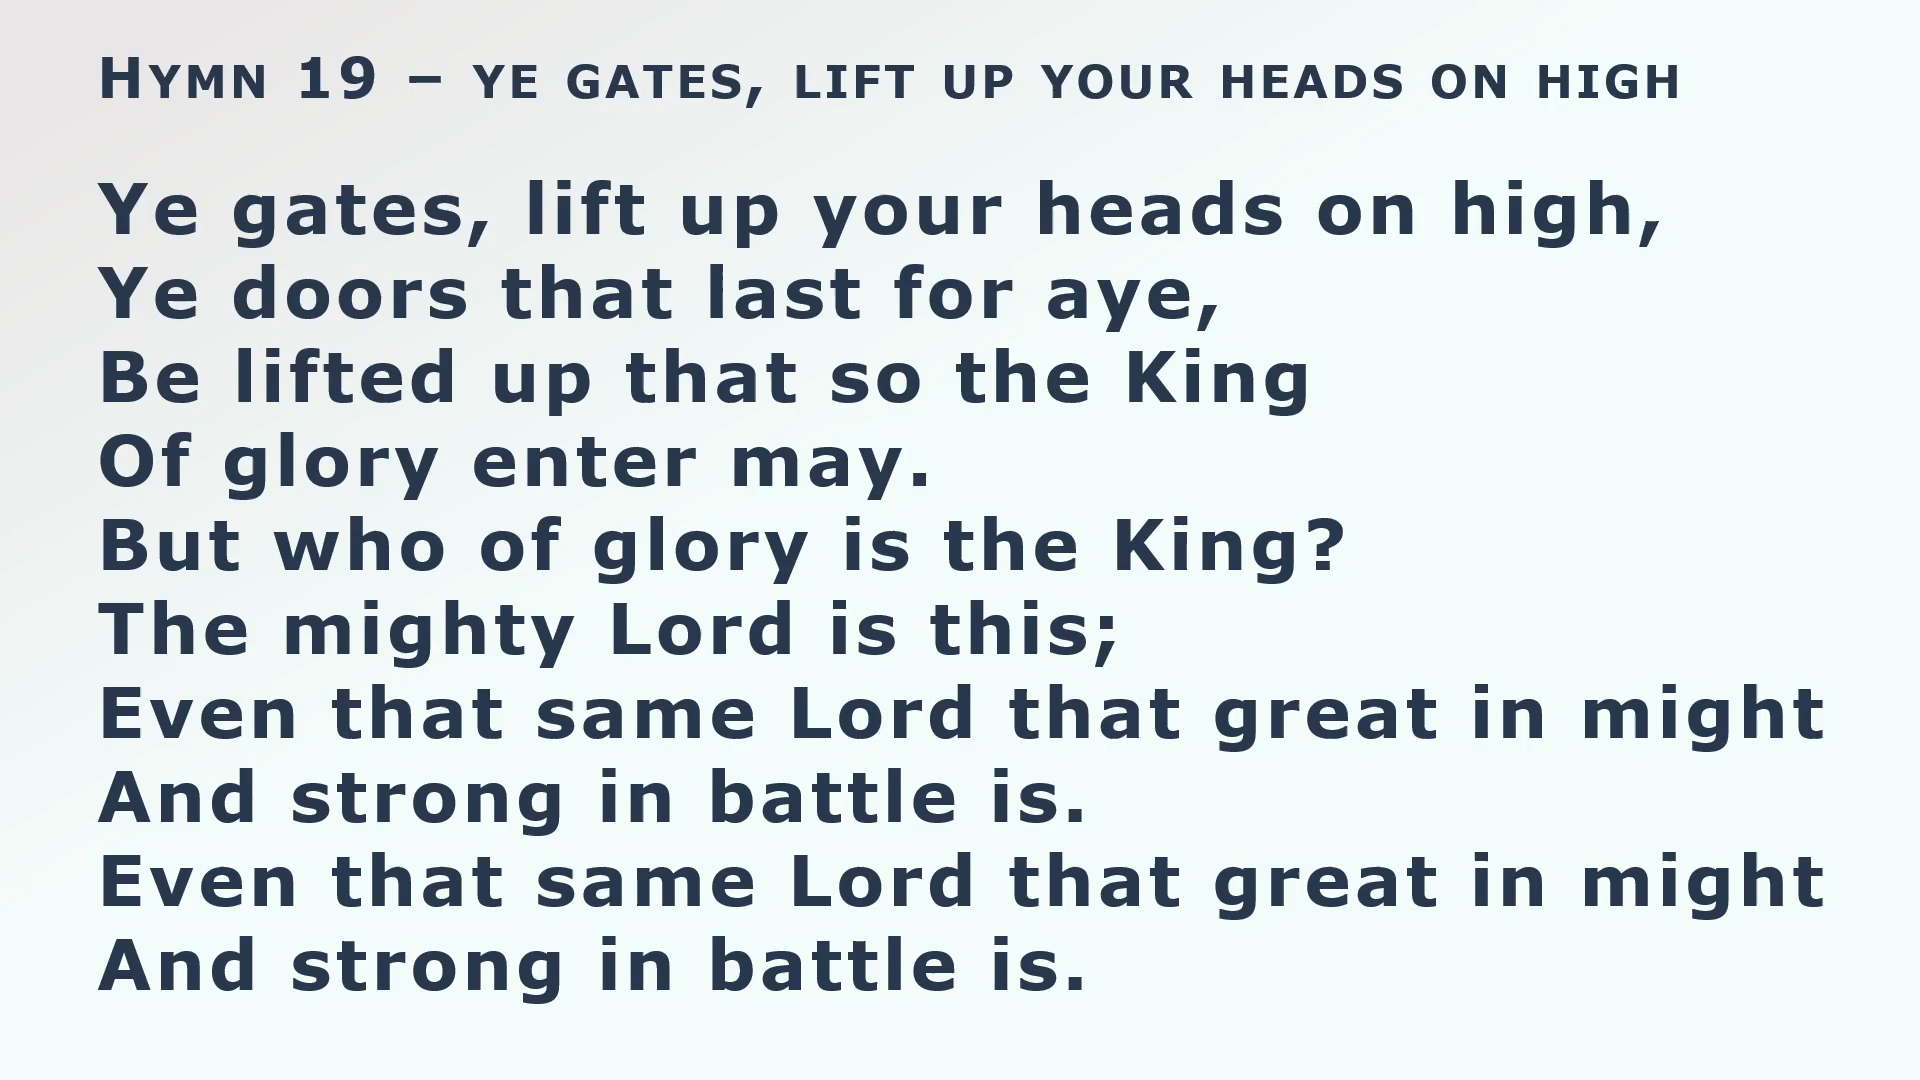 Hymn 19 – ye gates, lift up your heads on high
Ye gates, lift up your heads on high,
Ye doors that last for aye,
Be lifted up that so the King
Of glory enter may.
But who of glory is the King?
The mighty Lord is this;
Even that same Lord that great in might
And strong in battle is.
Even that same Lord that great in might
And strong in battle is.